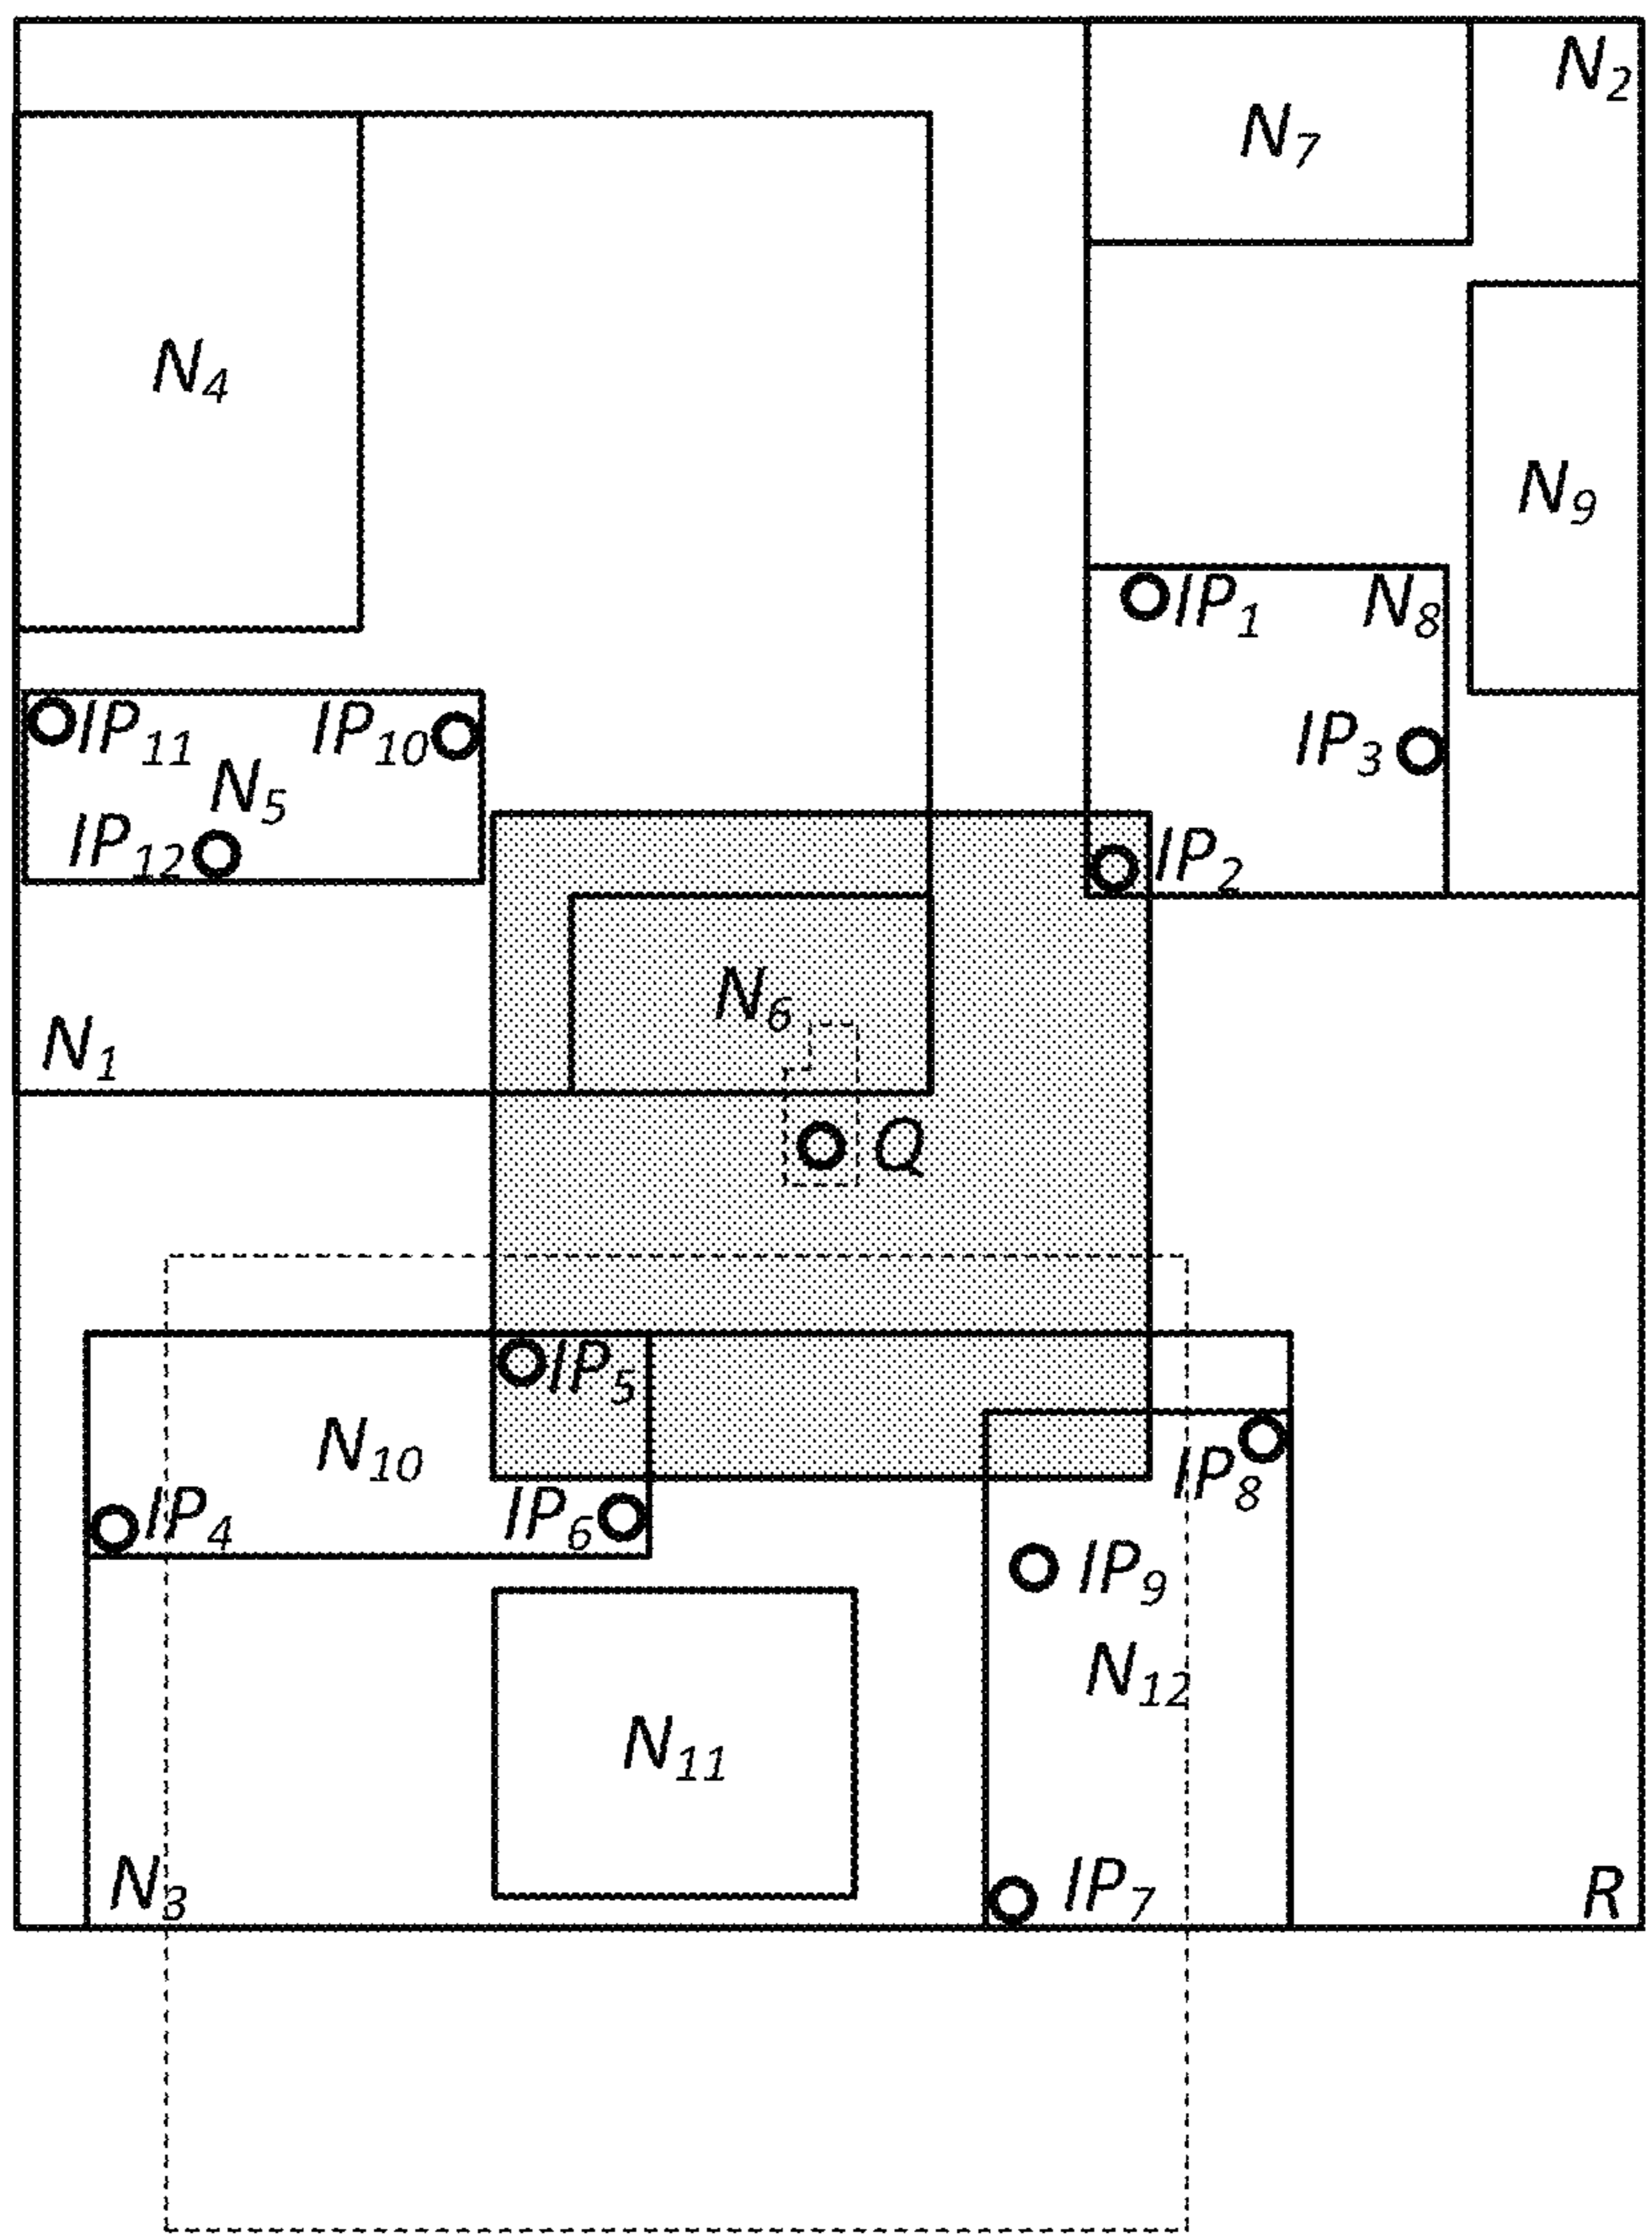 N₂
N₇
N₄
N₉
IP₁ N₈
IP₁₁ IP₁₀
IP₃
N₅
IP₁₂
IP₂
N₆
N₁
Q
IP₅
N₁₀
IP₈
IP₄ IP₆
IP₉
N₁₂
N₁₁
N₃
IP₇
R